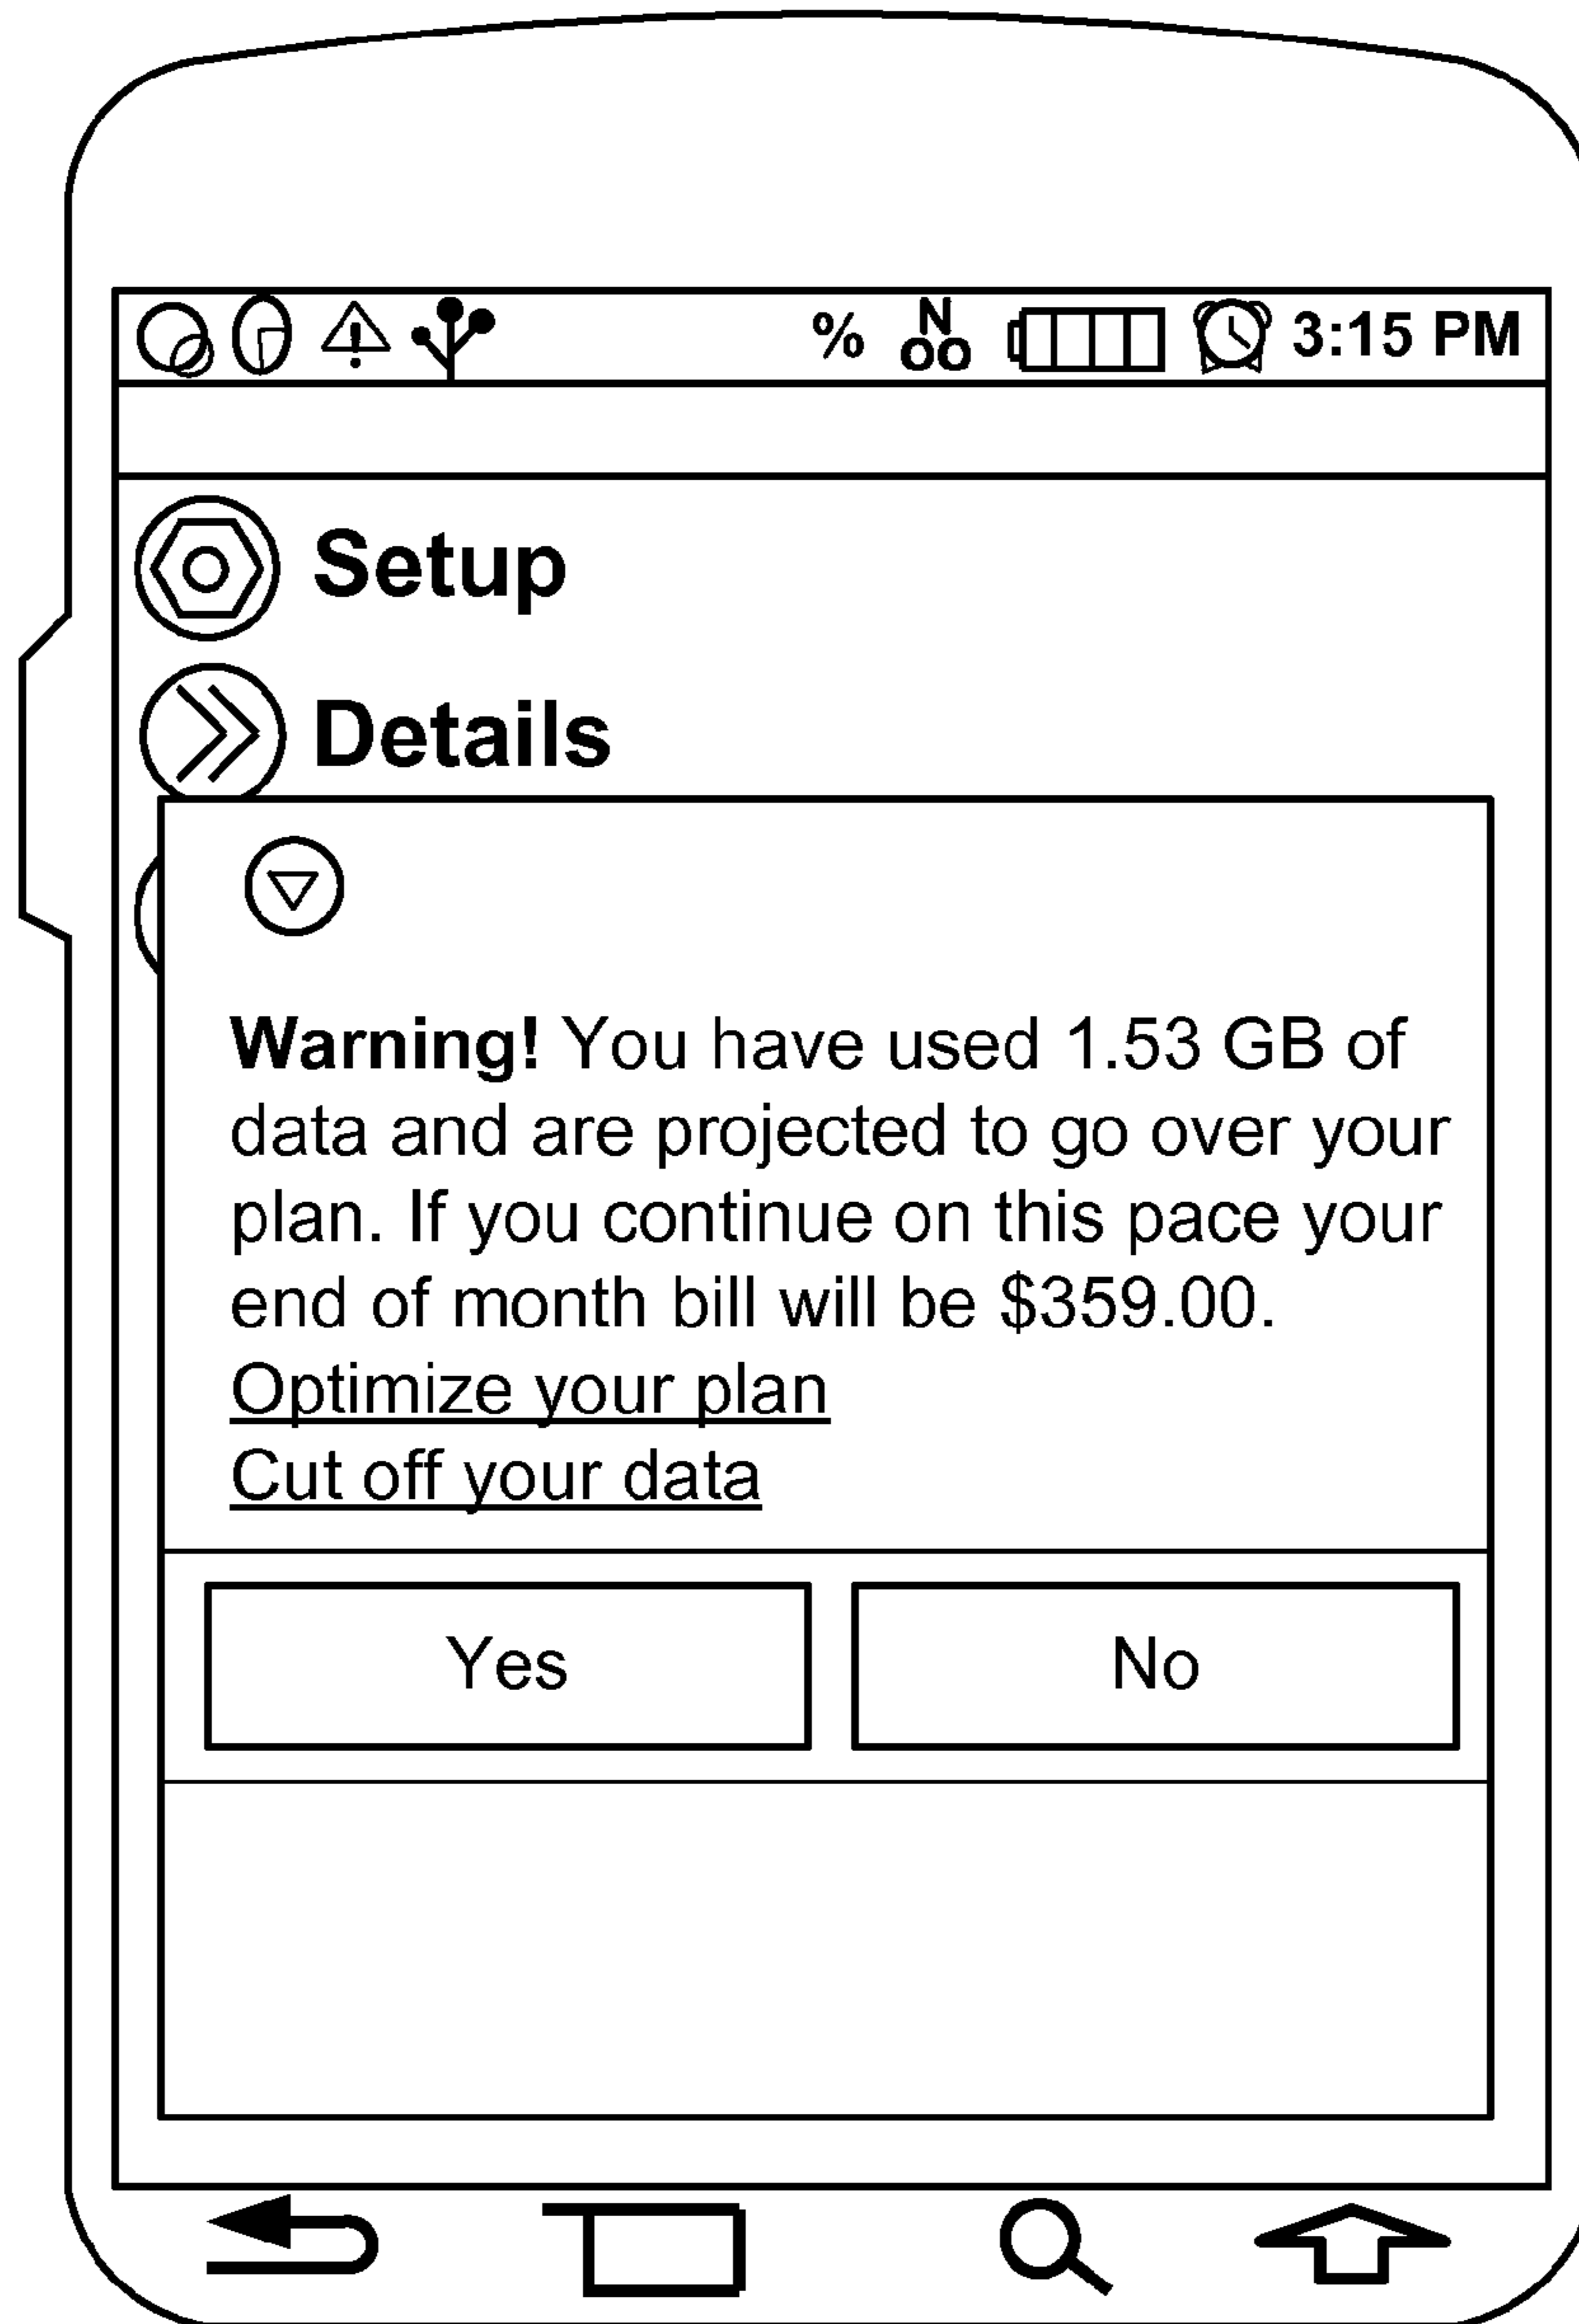 % N 3:15 PM
Setup
Details
Warning! You have used 1.53 GB of
data and are projected to go over your
plan. If you continue on this pace your
end of month bill will be $359.00.
Optimize your plan
Cut off your data
Yes No